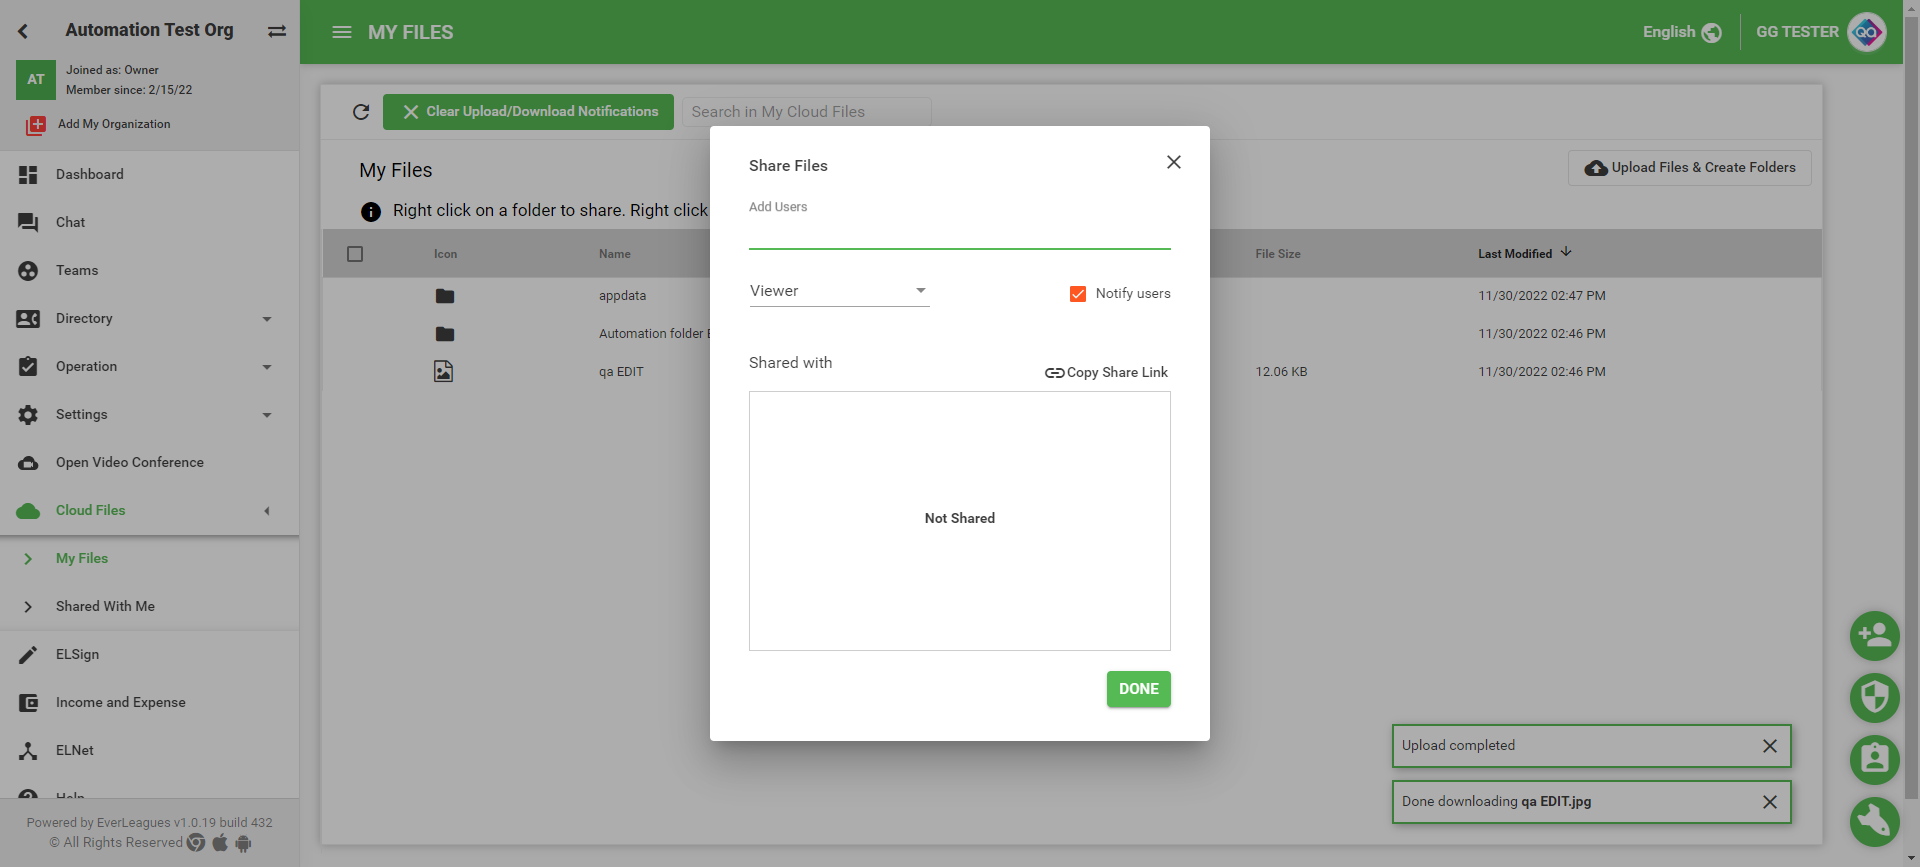 Automation Test Org
AT
Joined as: Owner
Member since: 2/15/22
Add My Organization
Dashboard
Chat
Teams
Directory
Operation
Settings
Open Video Conference
Cloud Files
My Files
Shared With Me
ELSign
Income and Expense
ELNet
Help
Powered by EverLeagues v1.0.19 build 432
© All Rights Reserved
MY FILES
English
GG TESTER
QA
Clear Upload/Download Notifications
Search in My Cloud Files
My Files
Upload Files & Create Folders
Right click on a folder to share. Right click
Icon
Name
File Size
Last Modified
appdata
11/30/2022 02:47 PM
Automation folder
11/30/2022 02:46 PM
qa EDIT
12.06 KB
11/30/2022 02:46 PM
Share Files
Add Users
Viewer
Notify users
Shared with
Copy Share Link
Not Shared
DONE
Upload completed
Done downloading qa EDIT.jpg